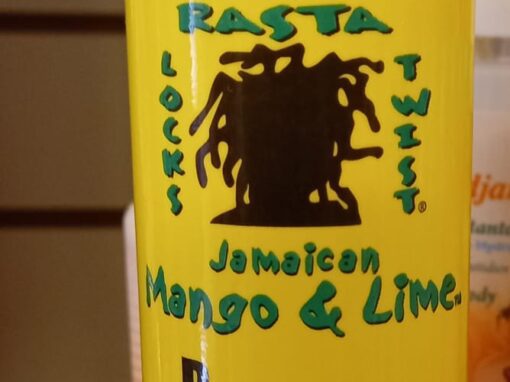 RASTA
LOCKS
TWIST®
Jamaican
Mango & Lime™